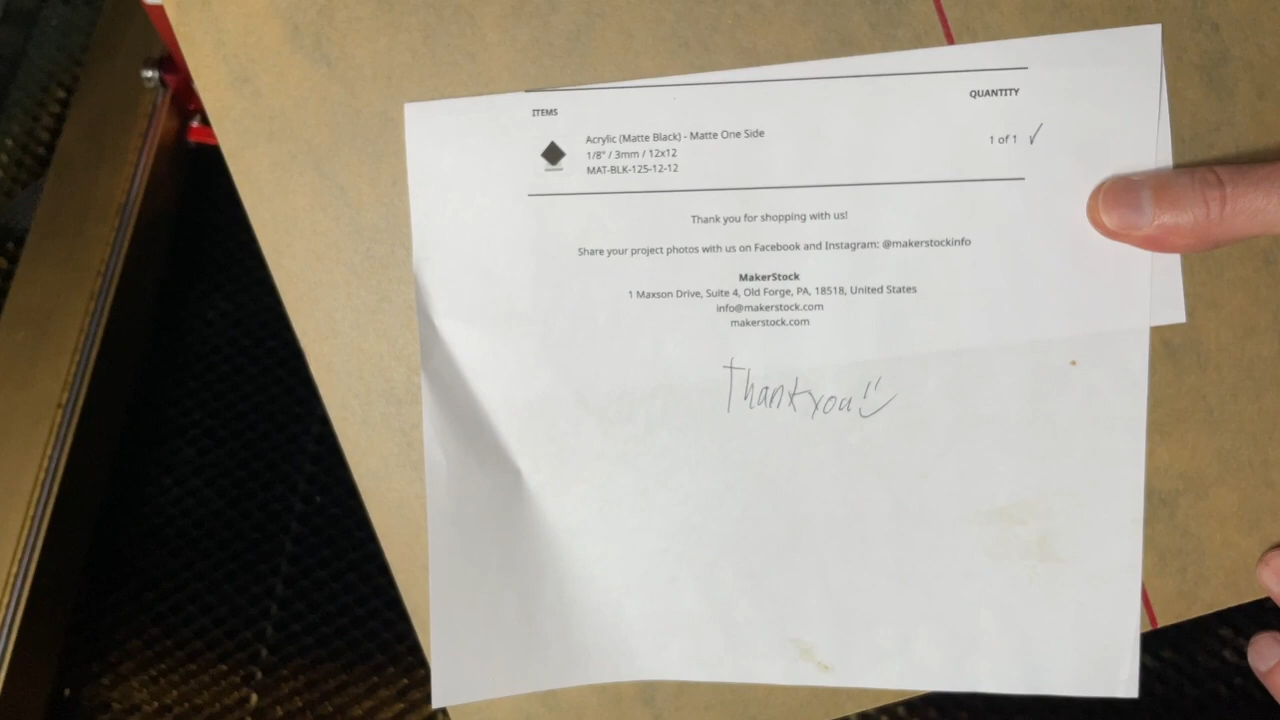 ITEMS QUANTITY
Acrylic (Matte Black) - Matte One Side
1/8" / 3mm / 12x12 1 of 1 ✓
MAT-BLK-125-12-12
Thank you for shopping with us!
Share your project photos with us on Facebook and Instagram: @makerstockinfo
MakerStock
1 Maxson Drive, Suite 4, Old Forge, PA, 18518, United States
info@makerstock.com
makerstock.com
Thank you!